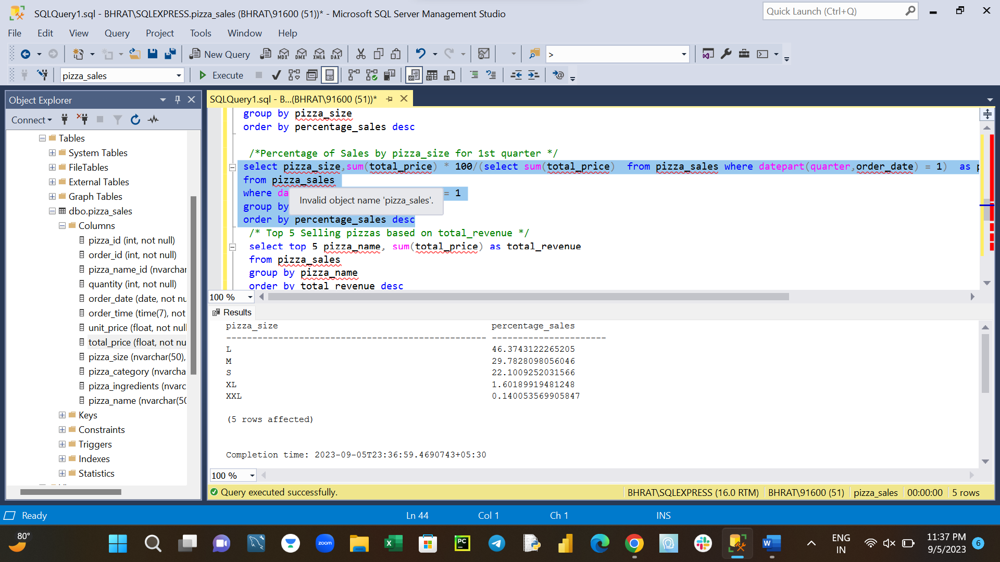 SQLQuery1.sql - BHRAT\SQLEXPRESS.pizza_sales (BHRAT\91600 (51))* - Microsoft SQL Server Management Studio
Quick Launch (Ctrl+Q)
File Edit View Query Project Tools Window Help
New Query MDX DMX XMLA DAX >
pizza_sales Execute
Object Explorer
Connect
Tables
System Tables
FileTables
External Tables
Graph Tables
dbo.pizza_sales
Columns
pizza_id (int, not null)
order_id (int, not null)
pizza_name_id (nvarchar
quantity (int, not null)
order_date (date, not nu
order_time (time(7), not
unit_price (float, not null
total_price (float, not nu
pizza_size (nvarchar(50),
pizza_category (nvarcha
pizza_ingredients (nvarc
pizza_name (nvarchar(50
Keys
Constraints
Triggers
Indexes
Statistics
SQLQuery1.sql - B...(BHRAT\91600 (51))*
group by pizza_size
order by percentage_sales desc
/*Percentage of Sales by pizza_size for 1st quarter */
select pizza_size,sum(total_price) * 100/(select sum(total_price) from pizza_sales where datepart(quarter,order_date) = 1) as p
from pizza_sales
where da = 1
Invalid object name 'pizza_sales'.
group by
order by percentage_sales desc
/* Top 5 Selling pizzas based on total_revenue */
select top 5 pizza_name, sum(total_price) as total_revenue
from pizza_sales
group by pizza_name
order by total_revenue desc
100 %
Results
pizza_size percentage_sales
-------------------------------------------------- ----------------------
L 46.3743122265205
M 29.7828098056046
S 22.1009252031566
XL 1.60189919481248
XXL 0.140053569905847
(5 rows affected)
Completion time: 2023-09-05T23:36:59.4690743+05:30
100 %
Query executed successfully. BHRAT\SQLEXPRESS (16.0 RTM) BHRAT\91600 (51) pizza_sales 00:00:00 5 rows
Ready Ln 44 Col 1 Ch 1 INS
80°
zoom
PC
ENG
IN
11:37 PM
9/5/2023
6